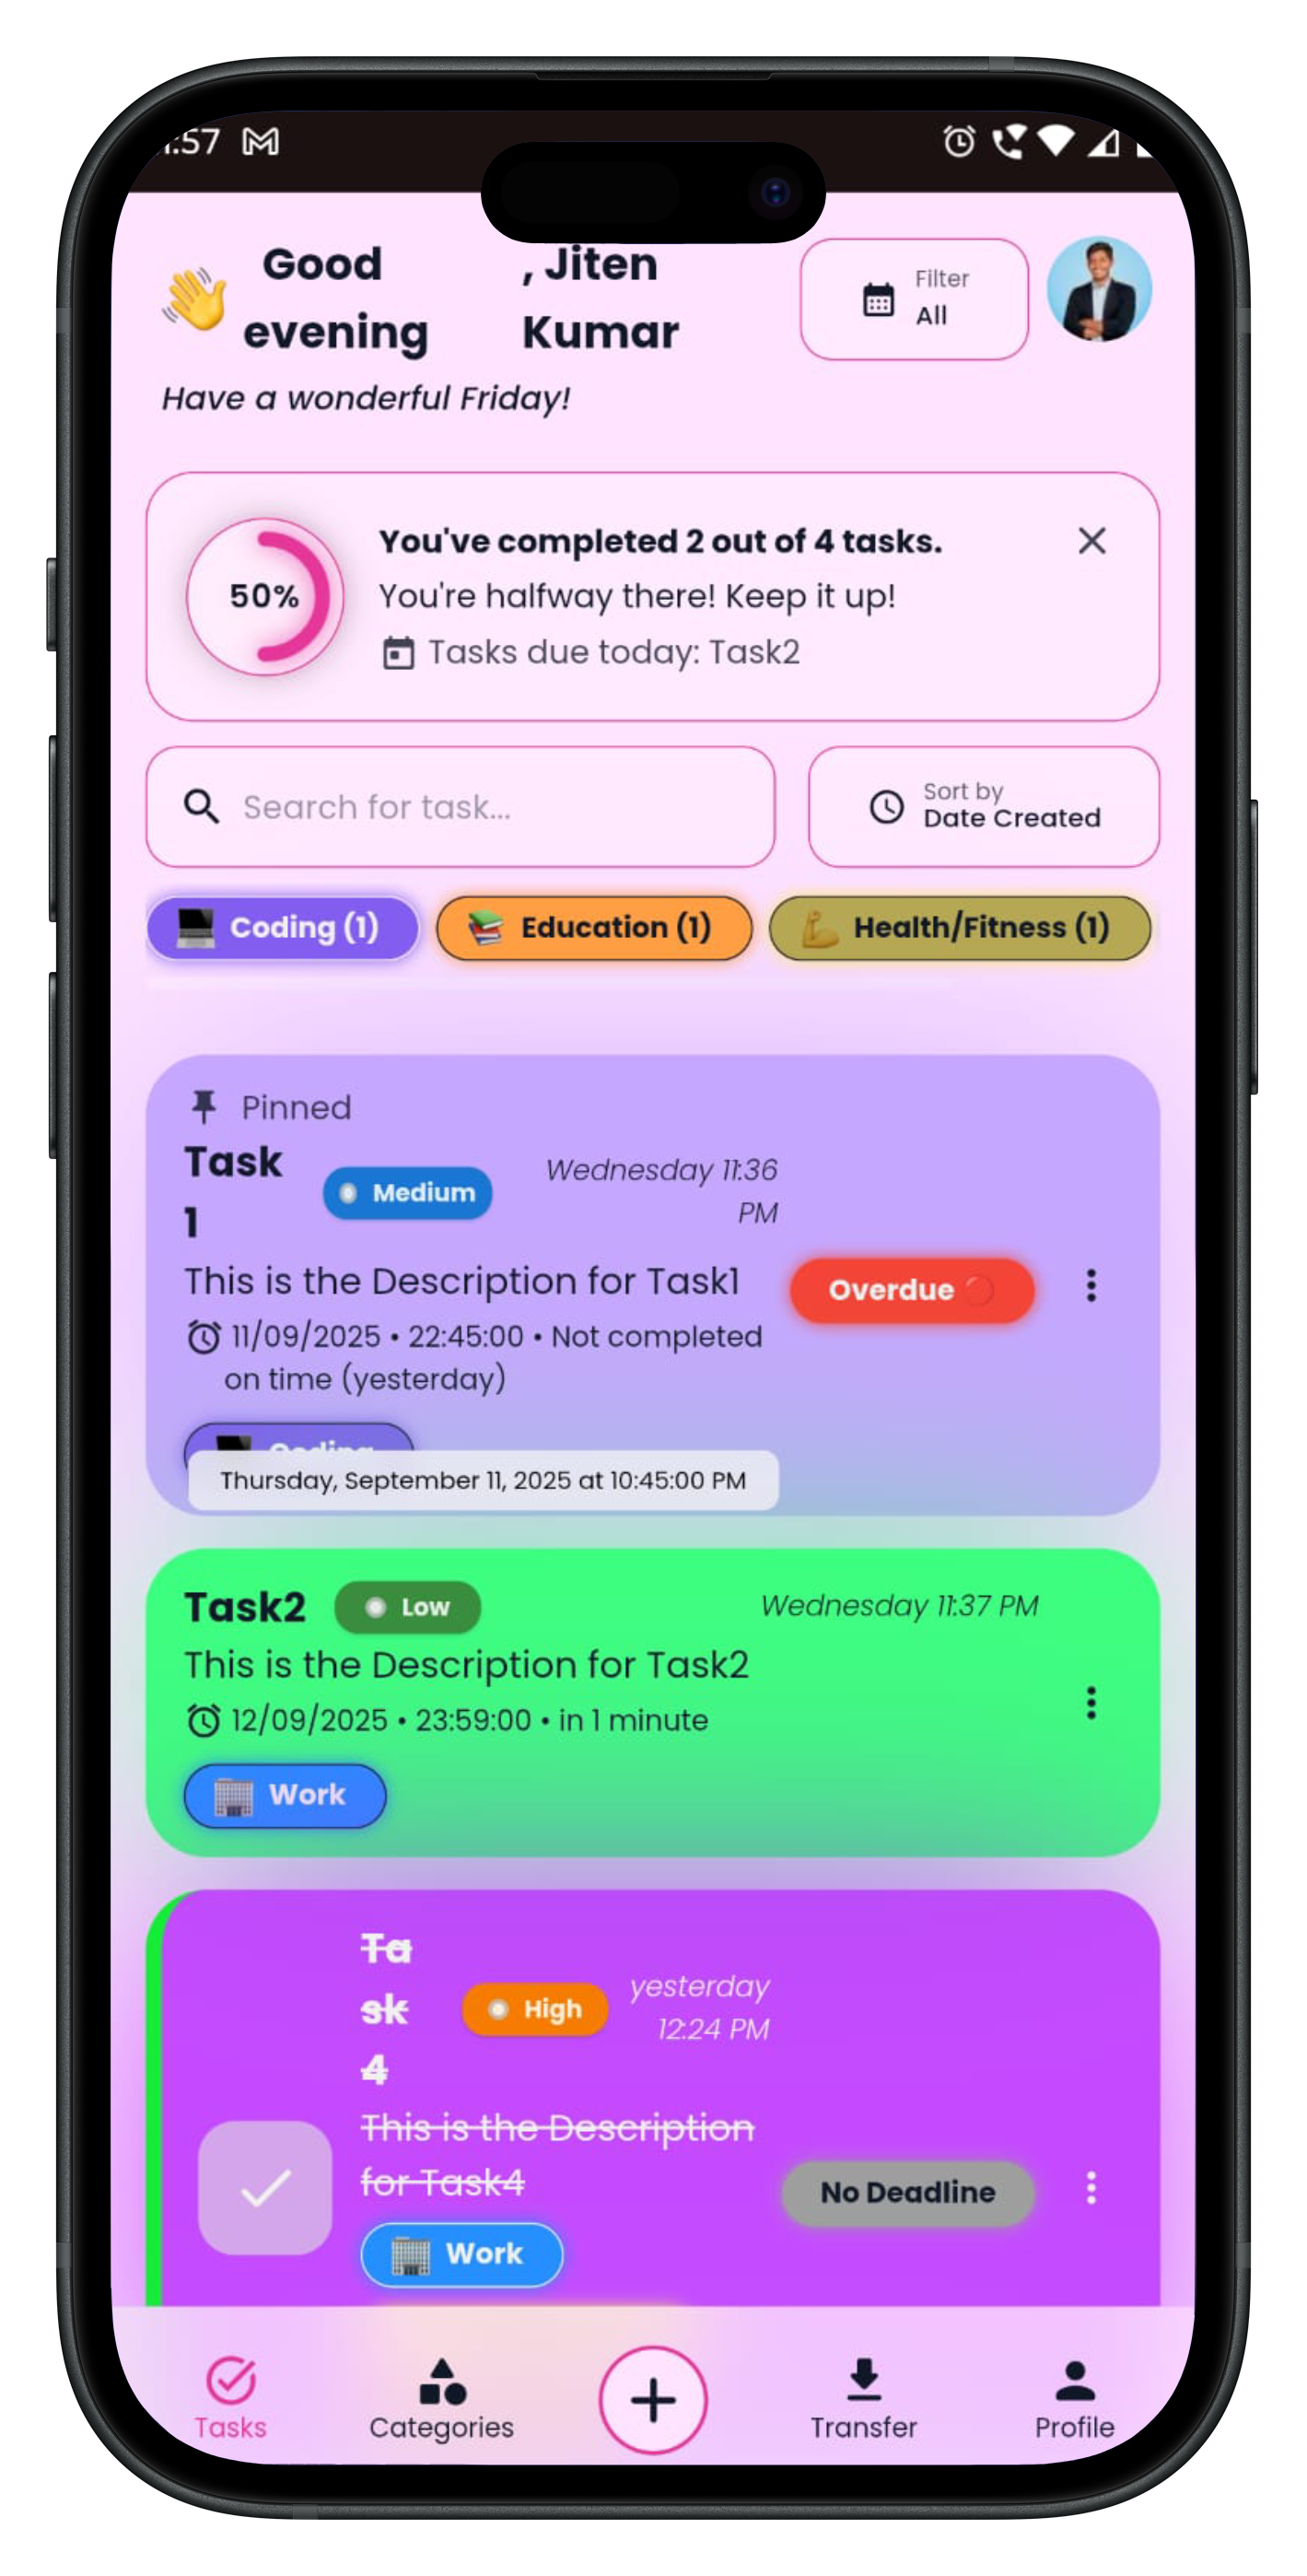 :57
Good evening
, Jiten Kumar
Filter
All
Have a wonderful Friday!
50%
You've completed 2 out of 4 tasks.
You're halfway there! Keep it up!
Tasks due today: Task2
Search for task...
Sort by
Date Created
Coding (1)
Education (1)
Health/Fitness (1)
Pinned
Task
1
Medium
Wednesday 11:36
PM
This is the Description for Task1
11/09/2025 • 22:45:00 • Not completed
on time (yesterday)
Overdue
Coding
Thursday, September 11, 2025 at 10:45:00 PM
Task2
Low
Wednesday 11:37 PM
This is the Description for Task2
12/09/2025 • 23:59:00 • in 1 minute
Work
Ta
sk
4
High
yesterday
12:24 PM
This is the Description
for Task4
No Deadline
Work
Tasks
Categories
Transfer
Profile